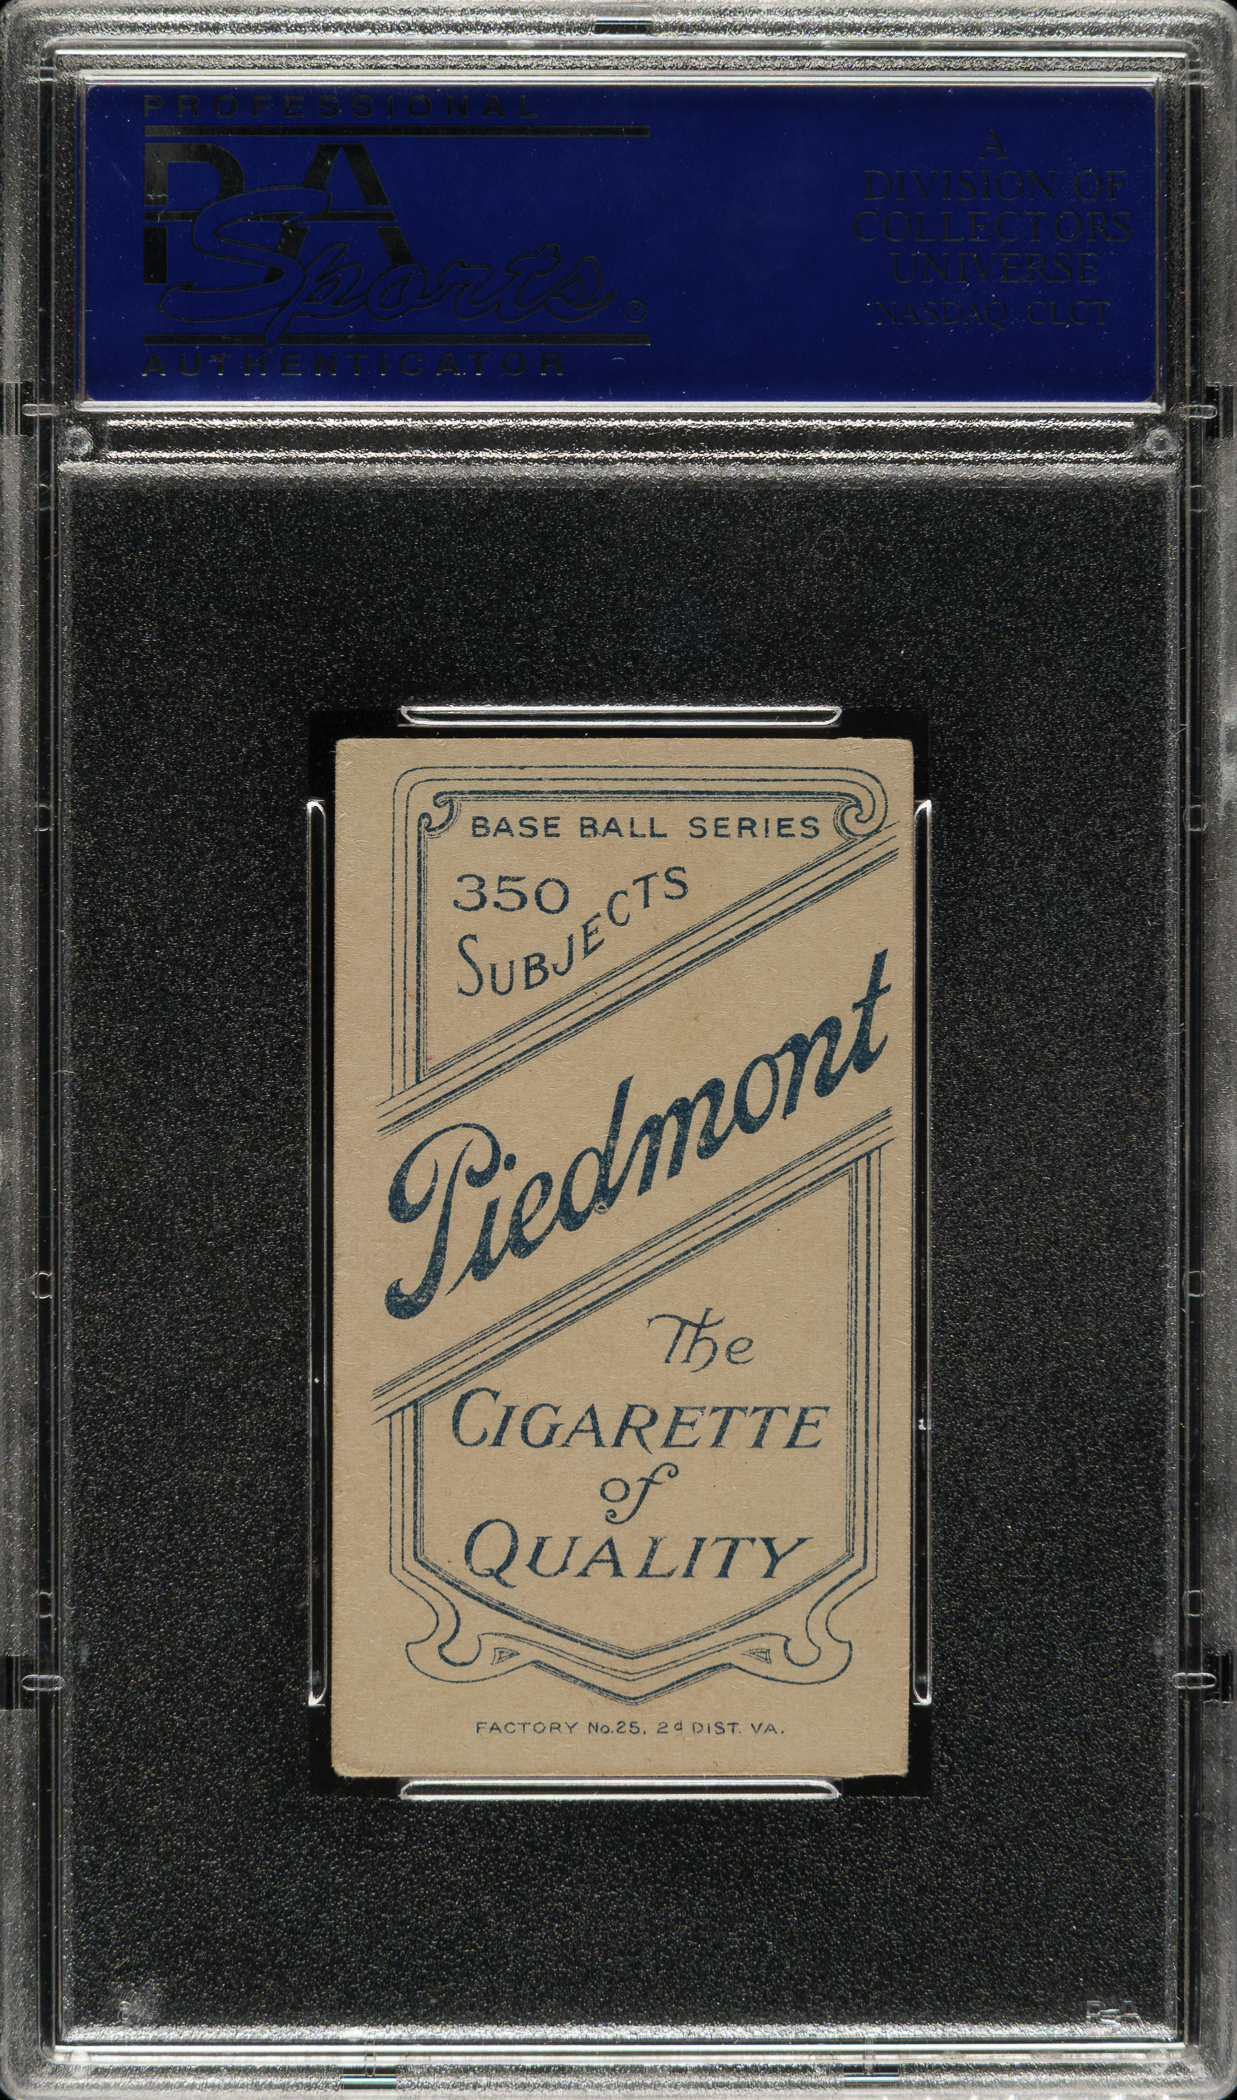 PROFESSIONAL
PSA
Sports®
AUTHENTICATOR
A
DIVISION OF
COLLECTORS
UNIVERSE
NASDAQ: CLCT
BASE BALL SERIES
350
SUBJECTS
Piedmont
The
CIGARETTE
of
QUALITY
FACTORY No. 25, 2d DIST. VA.
PSA